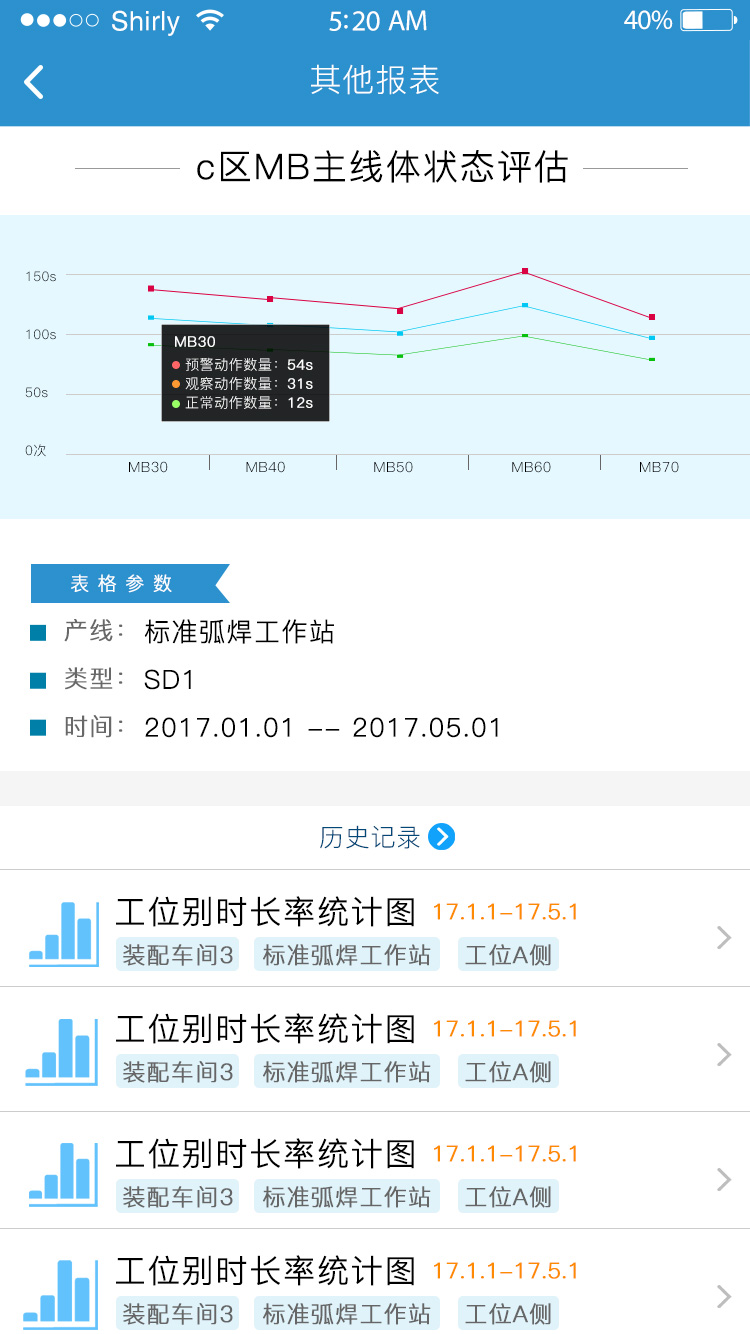 Shirly 5:20 AM 40%
其他报表
c区MB主线体状态评估
150s
100s
50s
0次
MB30
预警动作数量： 54s
观察动作数量： 31s
正常动作数量： 12s
MB30 MB40 MB50 MB60 MB70
表格参数
产线： 标准弧焊工作站
类型： SD1
时间： 2017.01.01 -- 2017.05.01
历史记录
工位别时长率统计图 17.1.1-17.5.1
装配车间3 标准弧焊工作站 工位A侧
工位别时长率统计图 17.1.1-17.5.1
装配车间3 标准弧焊工作站 工位A侧
工位别时长率统计图 17.1.1-17.5.1
装配车间3 标准弧焊工作站 工位A侧
工位别时长率统计图 17.1.1-17.5.1
装配车间3 标准弧焊工作站 工位A侧